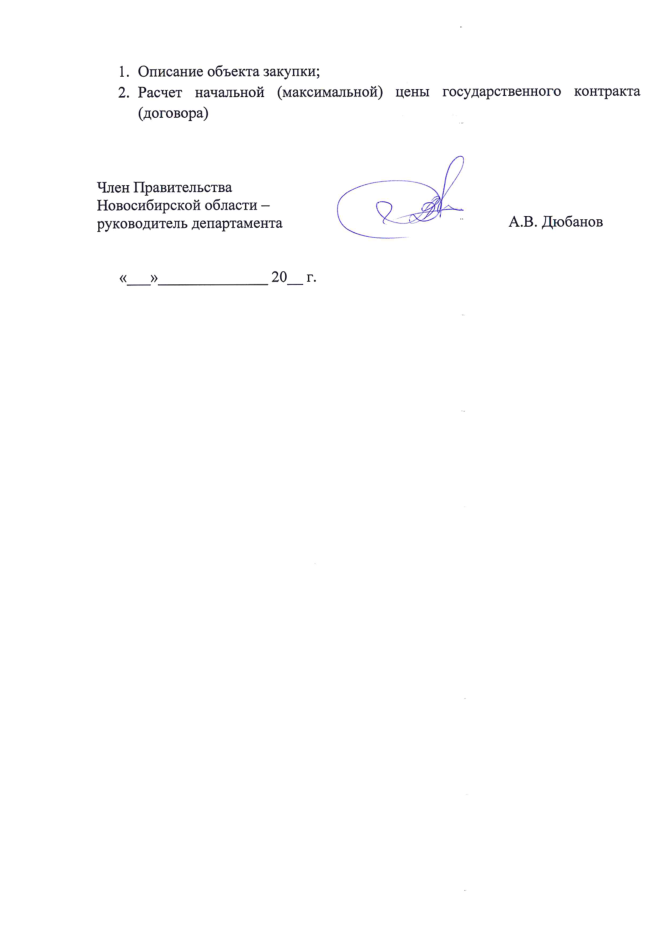 1. Описание объекта закупки;
2. Расчет начальной (максимальной) цены государственного контракта
(договора)
Член Правительства
Новосибирской области –
руководитель департамента
А.В. Дюбанов
«___»______________ 20__ г.